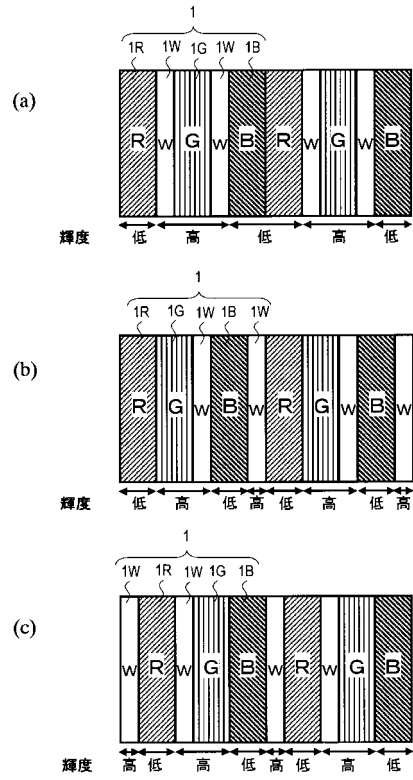 1
1R 1W 1G 1W 1B
(a)
R W G W B R W G W B
輝度 低 高 低 高 低
1
1R 1G 1W 1B 1W
(b)
R G W B W R G W B W
輝度 低 高 低 高 低 高 低 高
1
1W 1R 1W 1G 1B
(c)
W R W G B W R W G B
輝度 高 低 高 低 高 低 高 低